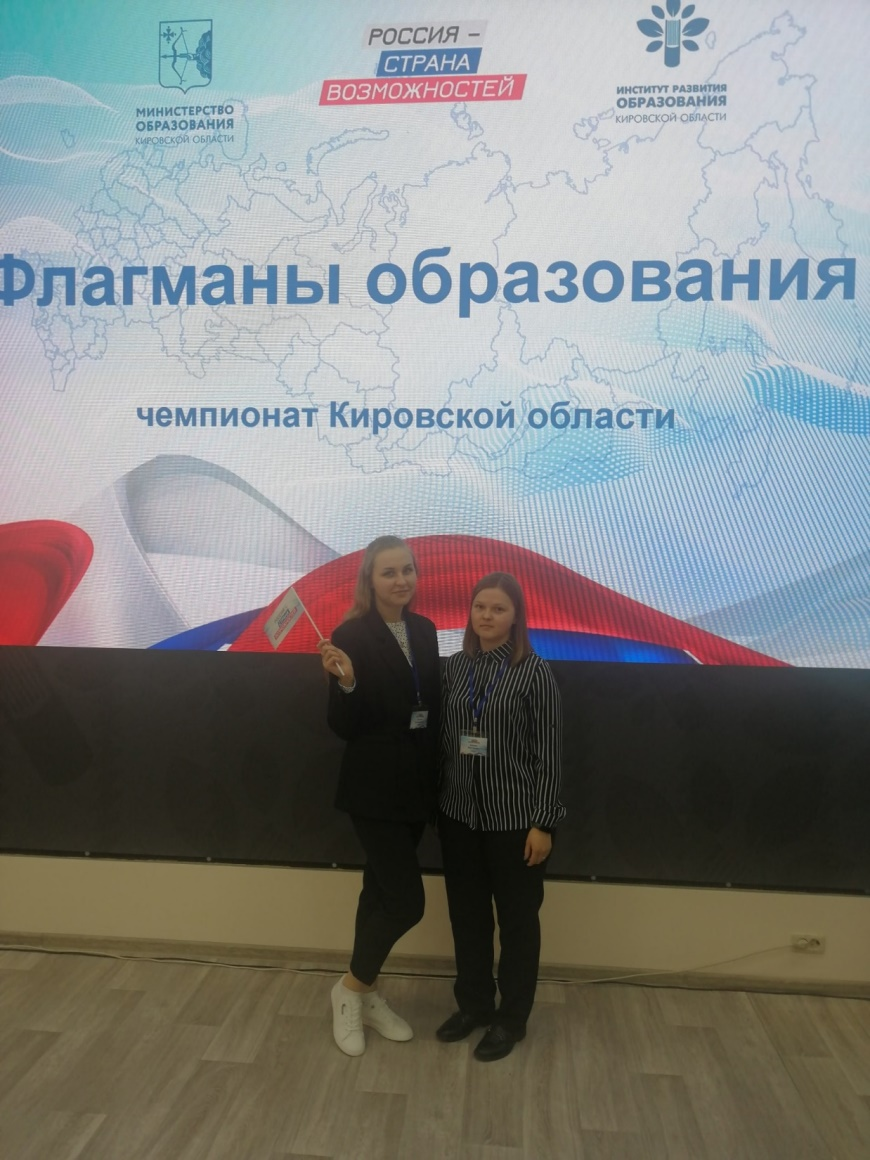 МИНИСТЕРСТВО
ОБРАЗОВАНИЯ
КИРОВСКОЙ ОБЛАСТИ
РОССИЯ –
СТРАНА
ВОЗМОЖНОСТЕЙ
ИНСТИТУТ РАЗВИТИЯ
ОБРАЗОВАНИЯ
КИРОВСКОЙ ОБЛАСТИ
Флагманы образования
чемпионат Кировской области